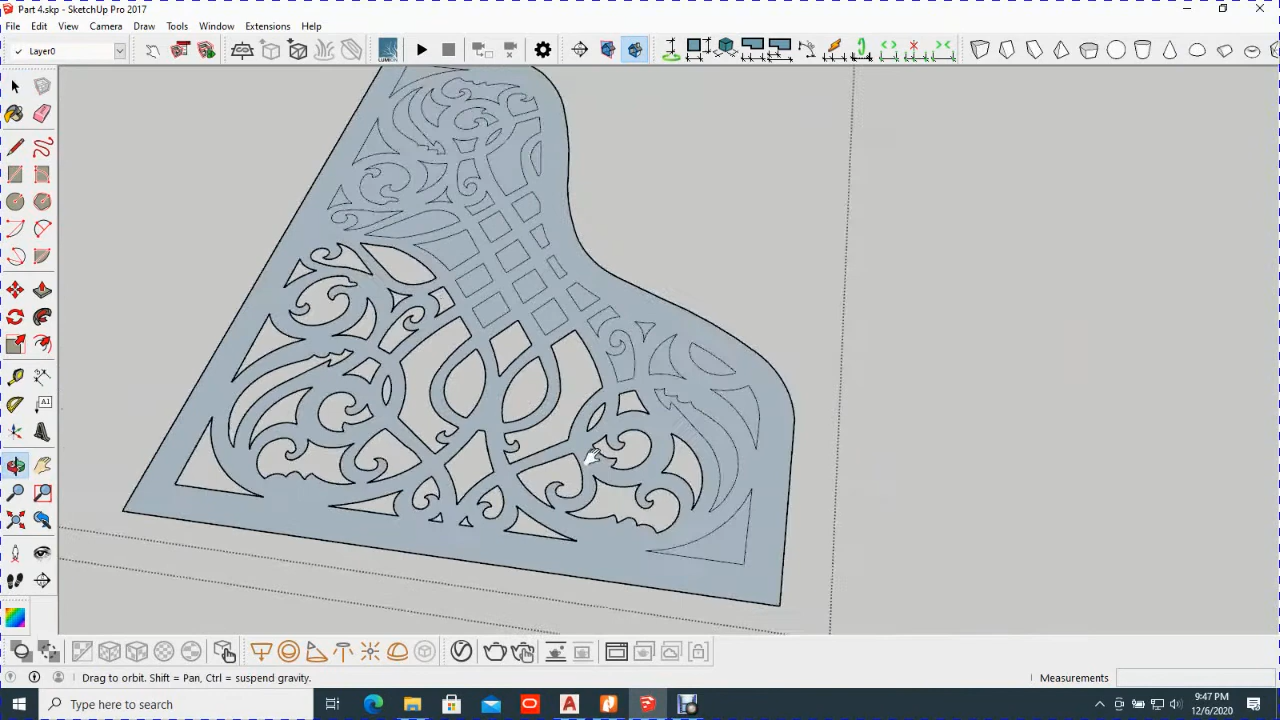 Part 4.skp - SketchUp Pro 2017
File Edit View Camera Draw Tools Window Extensions Help
Layer0
A1
Drag to orbit. Shift = Pan, Ctrl = suspend gravity.
Measurements
Type here to search
9:47 PM
12/6/2020